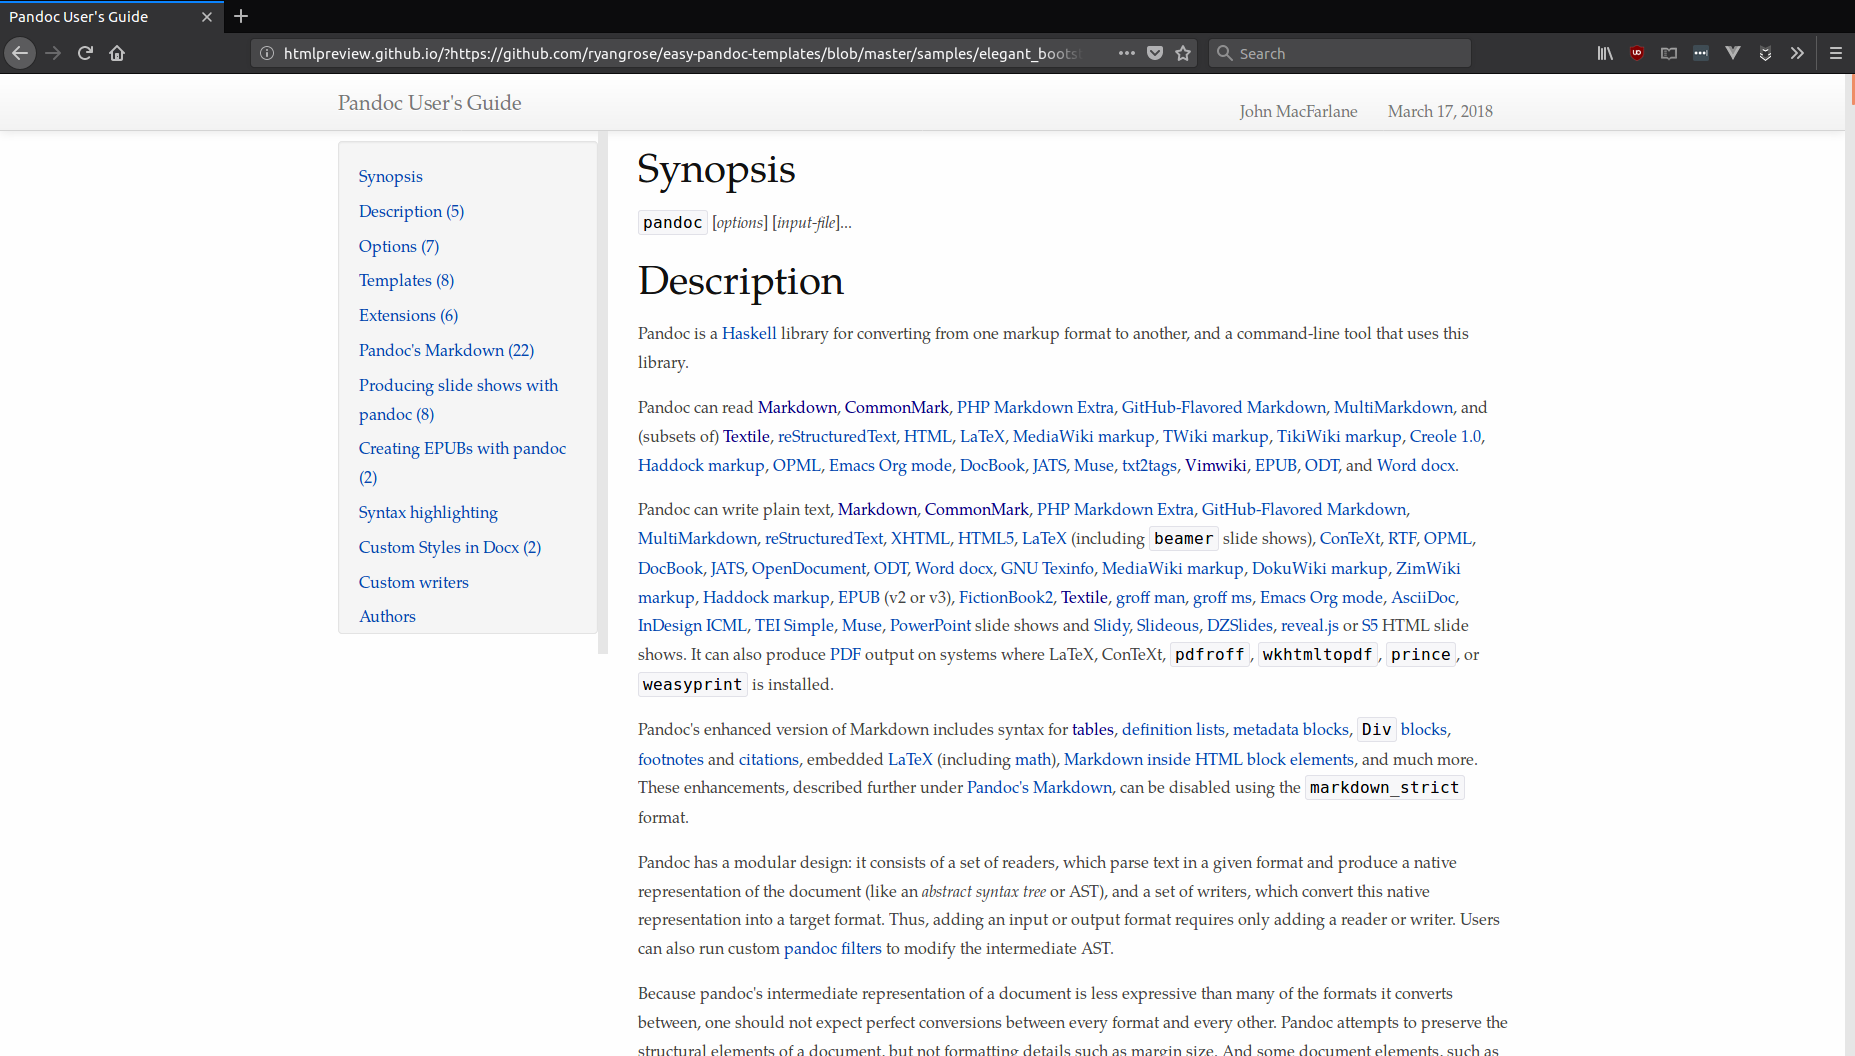 Pandoc User's Guide
htmlpreview.github.io/?https://github.com/ryangrose/easy-pandoc-templates/blob/master/samples/elegant_boots
Search
Pandoc User's Guide
John MacFarlane March 17, 2018
Synopsis
Description (5)
Options (7)
Templates (8)
Extensions (6)
Pandoc's Markdown (22)
Producing slide shows with
pandoc (8)
Creating EPUBs with pandoc
(2)
Syntax highlighting
Custom Styles in Docx (2)
Custom writers
Authors
Synopsis
pandoc [options] [input-file]...
Description
Pandoc is a Haskell library for converting from one markup format to another, and a command-line tool that uses this
library.
Pandoc can read Markdown, CommonMark, PHP Markdown Extra, GitHub-Flavored Markdown, MultiMarkdown, and
(subsets of) Textile, reStructuredText, HTML, LaTeX, MediaWiki markup, TWiki markup, TikiWiki markup, Creole 1.0,
Haddock markup, OPML, Emacs Org mode, DocBook, JATS, Muse, txt2tags, Vimwiki, EPUB, ODT, and Word docx.
Pandoc can write plain text, Markdown, CommonMark, PHP Markdown Extra, GitHub-Flavored Markdown,
MultiMarkdown, reStructuredText, XHTML, HTML5, LaTeX (including beamer slide shows), ConTeXt, RTF, OPML,
DocBook, JATS, OpenDocument, ODT, Word docx, GNU Texinfo, MediaWiki markup, DokuWiki markup, ZimWiki
markup, Haddock markup, EPUB (v2 or v3), FictionBook2, Textile, groff man, groff ms, Emacs Org mode, AsciiDoc,
InDesign ICML, TEI Simple, Muse, PowerPoint slide shows and Slidy, Slideous, DZSlides, reveal.js or S5 HTML slide
shows. It can also produce PDF output on systems where LaTeX, ConTeXt, pdfroff, wkhtmltopdf, prince, or
weasyprint is installed.
Pandoc's enhanced version of Markdown includes syntax for tables, definition lists, metadata blocks, Div blocks,
footnotes and citations, embedded LaTeX (including math), Markdown inside HTML block elements, and much more.
These enhancements, described further under Pandoc's Markdown, can be disabled using the markdown_strict
format.
Pandoc has a modular design: it consists of a set of readers, which parse text in a given format and produce a native
representation of the document (like an abstract syntax tree or AST), and a set of writers, which convert this native
representation into a target format. Thus, adding an input or output format requires only adding a reader or writer. Users
can also run custom pandoc filters to modify the intermediate AST.
Because pandoc's intermediate representation of a document is less expressive than many of the formats it converts
between, one should not expect perfect conversions between every format and every other. Pandoc attempts to preserve the
structural elements of a document, but not formatting details such as margin size. And some document elements, such as